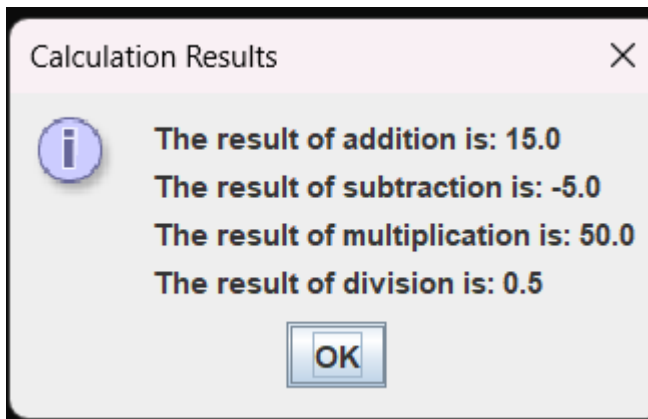 Calculation Results
The result of addition is: 15.0
The result of subtraction is: -5.0
The result of multiplication is: 50.0
The result of division is: 0.5
OK